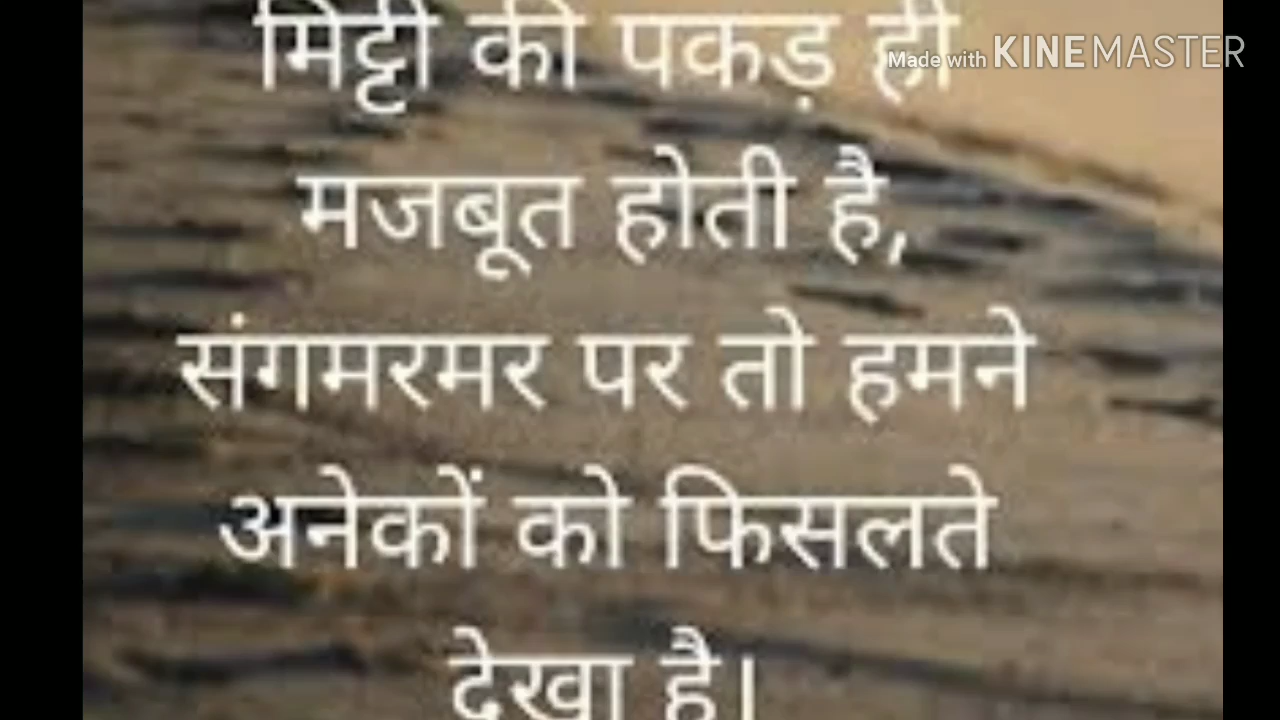 मिट्टी की पकड़ ही
Made with KINEMASTER
मजबूत होती है,
संगमरमर पर तो हमने
अनेकों को फिसलते
देखा है।